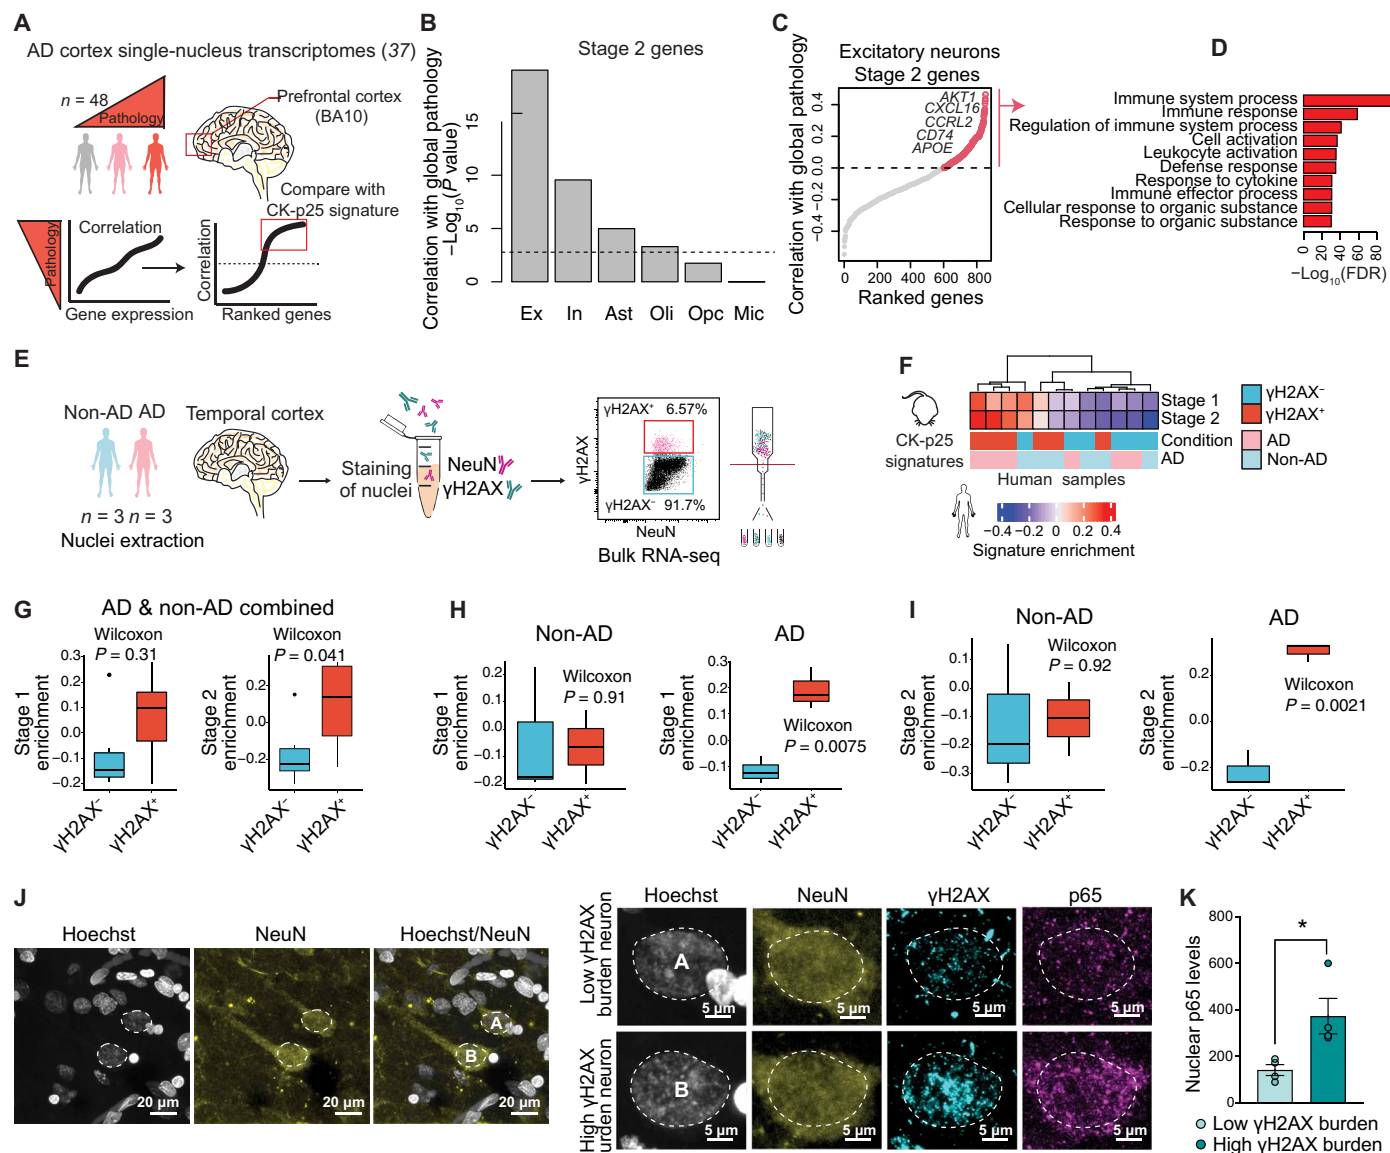 A
AD cortex single-nucleus transcriptomes (37)
n = 48
Pathology
Prefrontal cortex
(BA10)
Compare with
CK-p25 signature
Pathology
Correlation
Gene expression
Correlation
Ranked genes
B
Stage 2 genes
Correlation with global pathology
−Log10(P value)
15
10
5
0
Ex In Ast Oli Opc Mic
C
Excitatory neurons
Stage 2 genes
Correlation with global pathology
0.4
0.2
0.0
−0.2
−0.4
AKT1
CXCL16
CCRL2
CD74
APOE
0 200 400 600 800
Ranked genes
D
Immune system process
Immune response
Regulation of immune system process
Cell activation
Leukocyte activation
Defense response
Response to cytokine
Immune effector process
Cellular response to organic substance
Response to organic substance
0 20 40 60 80
−Log10(FDR)
E
Non-AD AD
n = 3 n = 3
Nuclei extraction
Temporal cortex
Staining
of nuclei
NeuN
γH2AX
γH2AX+ 6.57%
γH2AX
γH2AX− 91.7%
NeuN
Bulk RNA-seq
F
CK-p25
signatures
Stage 1
Stage 2
Condition
AD
Human samples
γH2AX−
γH2AX+
AD
Non-AD
−0.4 −0.2 0 0.2 0.4
Signature enrichment
G
AD & non-AD combined
Wilcoxon
P = 0.31
Stage 1
enrichment
0.3
0.2
0.1
0.0
−0.1
−0.2
γH2AX−
γH2AX+
Wilcoxon
P = 0.041
Stage 2
enrichment
0.2
0.0
−0.2
γH2AX−
γH2AX+
H
Non-AD
Wilcoxon
P = 0.91
Stage 1
enrichment
0.2
0.1
0.0
−0.1
−0.2
γH2AX−
γH2AX+
AD
Wilcoxon
P = 0.0075
0.3
0.2
0.1
0.0
−0.1
γH2AX−
γH2AX+
I
Non-AD
Wilcoxon
P = 0.92
Stage 2
enrichment
0.1
0.0
−0.1
−0.2
−0.3
γH2AX−
γH2AX+
AD
Wilcoxon
P = 0.0021
Stage 2
enrichment
0.2
0.0
−0.2
γH2AX−
γH2AX+
J
Hoechst
20 μm
NeuN
20 μm
Hoechst/NeuN
A
B
20 μm
Hoechst NeuN γH2AX p65
Low γH2AX
burden neuron
A
5 μm 5 μm 5 μm 5 μm
High γH2AX
burden neuron
B
5 μm 5 μm 5 μm 5 μm
K
Nuclear p65 levels
800
600
400
200
0
*
Low γH2AX burden
High γH2AX burden